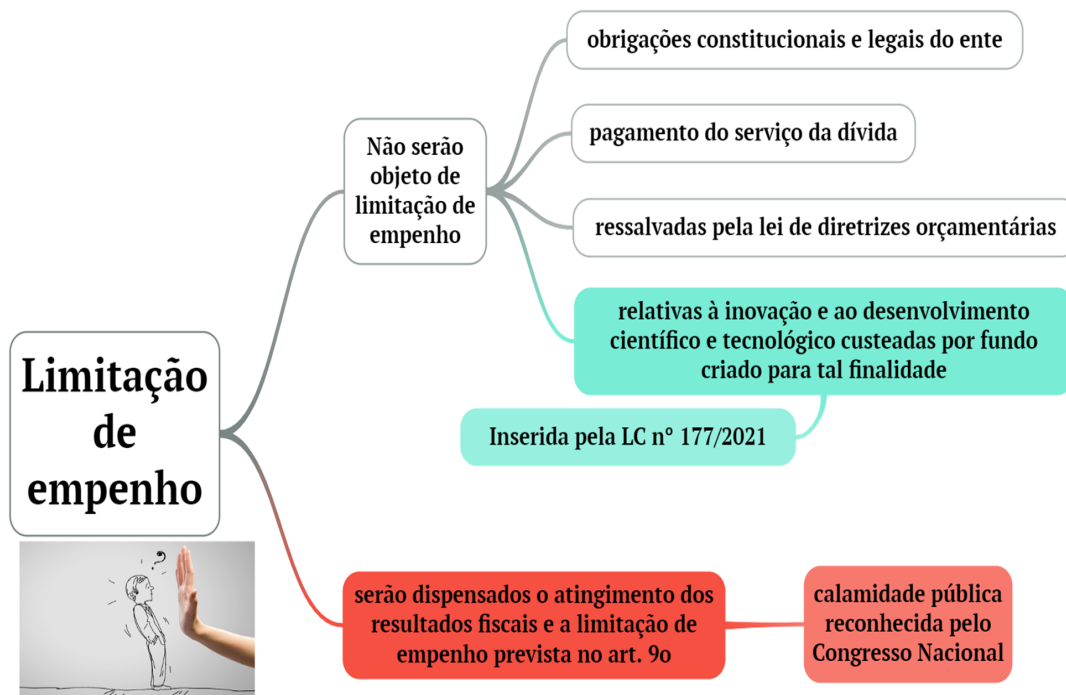 Limitação
de
empenho
Não serão
objeto de
limitação de
empenho
obrigações constitucionais e legais do ente
pagamento do serviço da dívida
ressalvadas pela lei de diretrizes orçamentárias
relativas à inovação e ao desenvolvimento
científico e tecnológico custeadas por fundo
criado para tal finalidade
Inserida pela LC nº 177/2021
serão dispensados o atingimento dos
resultados fiscais e a limitação de
empenho prevista no art. 9o
calamidade pública
reconhecida pelo
Congresso Nacional
?